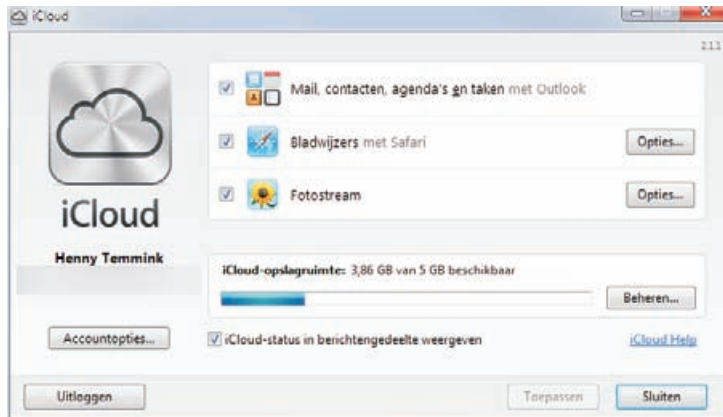 iCloud
2.1.1
Mail, contacten, agenda's en taken met Outlook
Bladwijzers met Safari
Opties...
Fotostream
Opties...
iCloud
Henny Temmink
iCloud-opslagruimte: 3,86 GB van 5 GB beschikbaar
Beheren...
Accountopties...
iCloud-status in berichtengedeelte weergeven
iCloud Help
Uitloggen
Toepassen
Sluiten